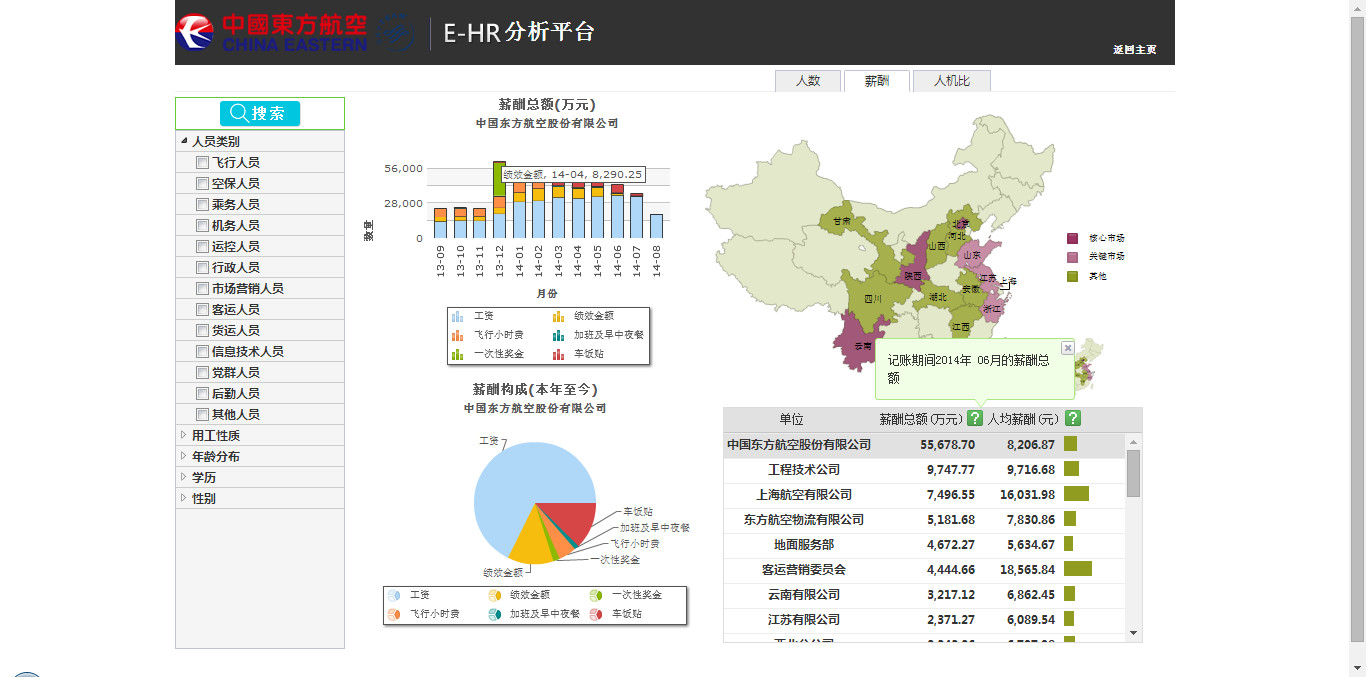 中國東方航空
CHINA EASTERN
E-HR 分析平台
返回主页
人数
薪酬
人机比
搜索
人员类别
飞行人员
空保人员
乘务人员
机务人员
运控人员
行政人员
市场营销人员
客运人员
货运人员
信息技术人员
党群人员
后勤人员
其他人员
用工性质
年龄分布
学历
性别
薪酬总额(万元)
中国东方航空股份有限公司
56,000
28,000
0
数量
绩效金额, 14-04, 8,290.25
13-09
13-10
13-11
13-12
14-01
14-02
14-03
14-04
14-05
14-06
14-07
14-08
月份
工资
绩效金额
飞行小时费
加班及早中夜餐
一次性奖金
车饭贴
薪酬构成(本年至今)
中国东方航空股份有限公司
工资
车饭贴
加班及早中夜餐
飞行小时费
一次性奖金
绩效金额
工资
绩效金额
一次性奖金
飞行小时费
加班及早中夜餐
车饭贴
甘肃
北京
河北
山西
山东
陕西
江苏
上海
安徽
四川
湖北
浙江
江西
云南
核心市场
关键市场
其他
记账期间2014年 06月的薪酬总
额
单位 薪酬总额(万元) ? 人均薪酬(元) ?
中国东方航空股份有限公司 55,678.70 8,206.87
工程技术公司 9,747.77 9,716.68
上海航空有限公司 7,496.55 16,031.98
东方航空物流有限公司 5,181.68 7,830.86
地面服务部 4,672.27 5,634.67
客运营销委员会 4,444.66 18,565.84
云南有限公司 3,217.12 6,862.45
江苏有限公司 2,371.27 6,089.54